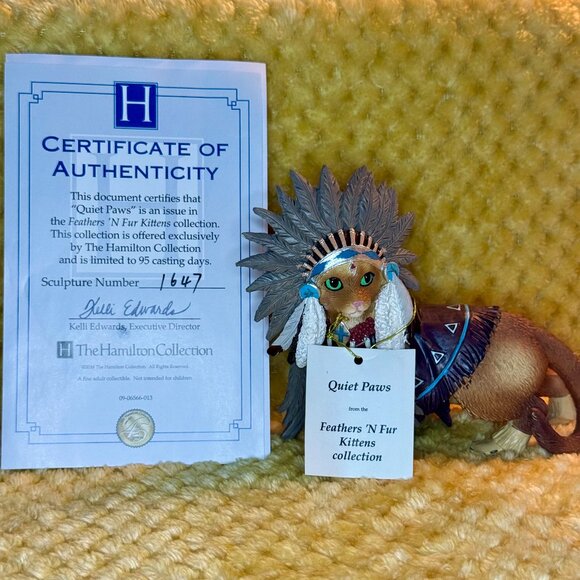 H
CERTIFICATE OF
AUTHENTICITY
This document certifies that
"Quiet Paws" is an issue in
the Feathers 'N Fur Kittens collection.
This collection is offered exclusively
by The Hamilton Collection
and is limited to 95 casting days.
Sculpture Number 1647
Kelli Edwards
Kelli Edwards, Executive Director
H The Hamilton Collection
A fine adult collectible. Not intended for children.
09-06566-013
Quiet Paws
from the
Feathers 'N Fur
Kittens
collection